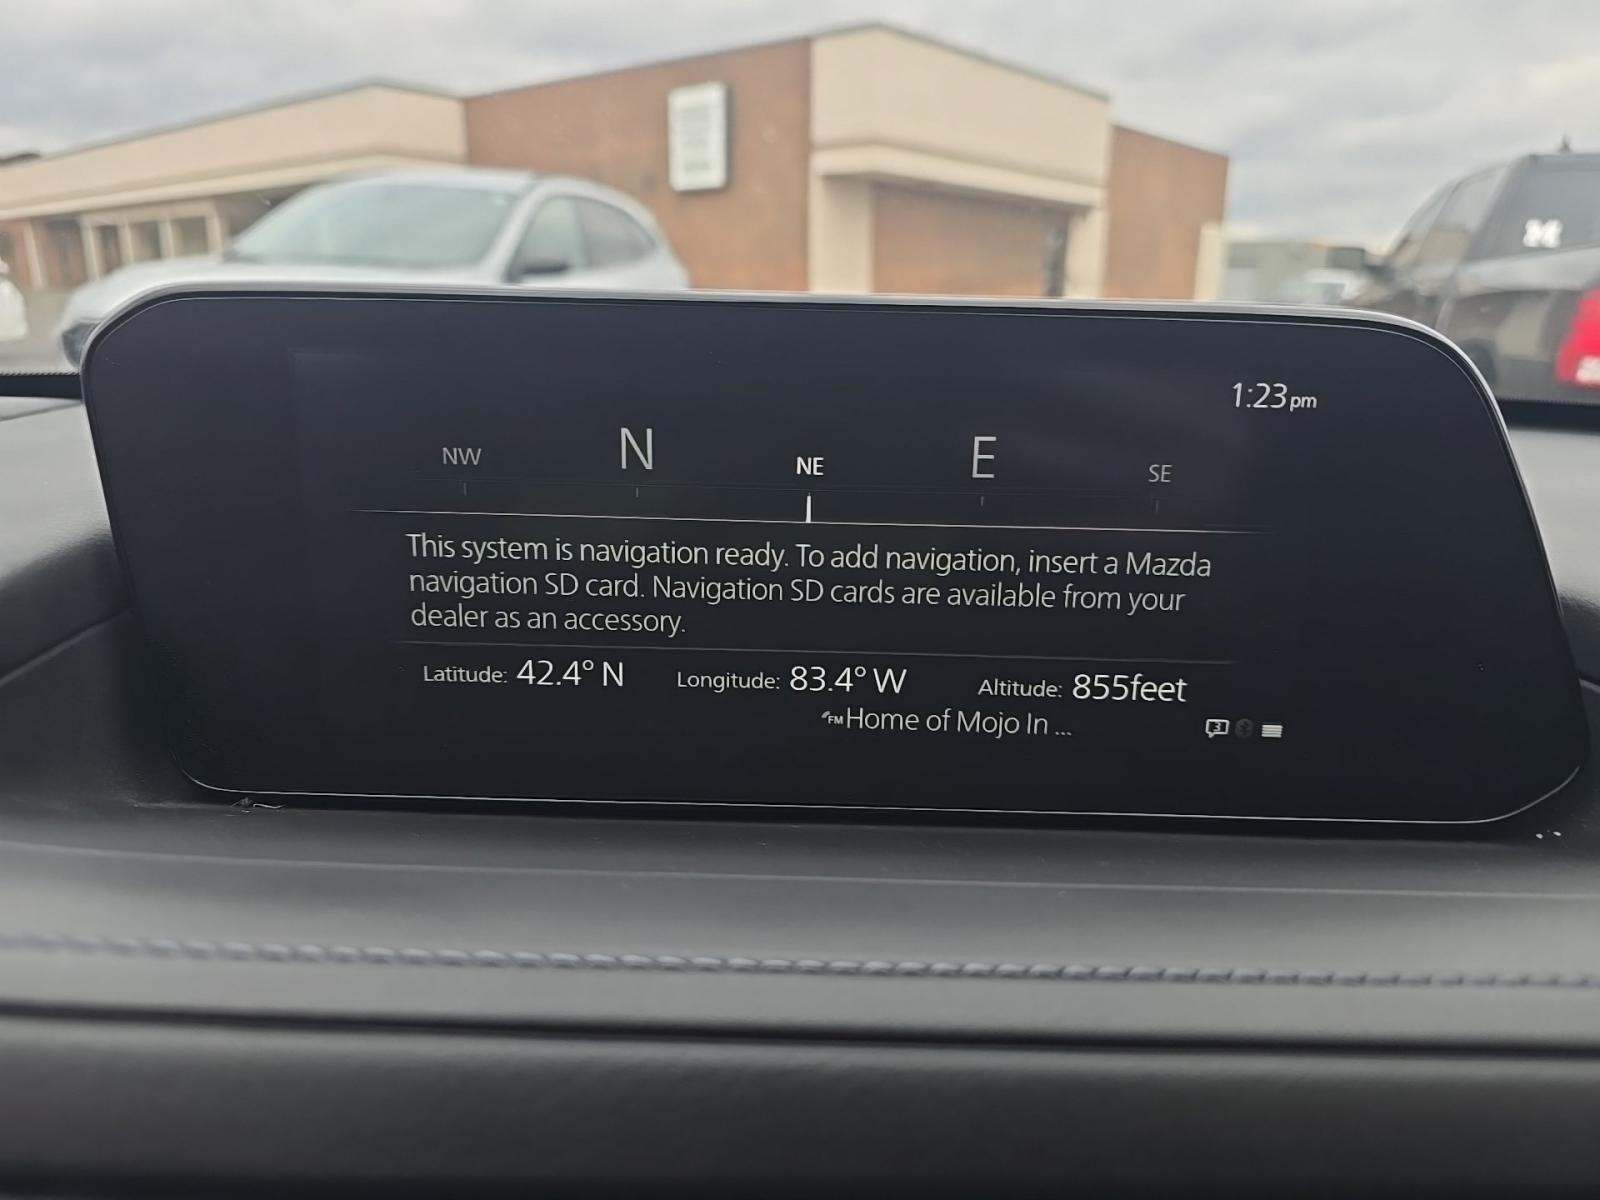 1:23pm
NW N NE E SE
This system is navigation ready. To add navigation, insert a Mazda
navigation SD card. Navigation SD cards are available from your
dealer as an accessory.
Latitude: 42.4° N Longitude: 83.4° W Altitude: 855feet
FM Home of Mojo In ...
3